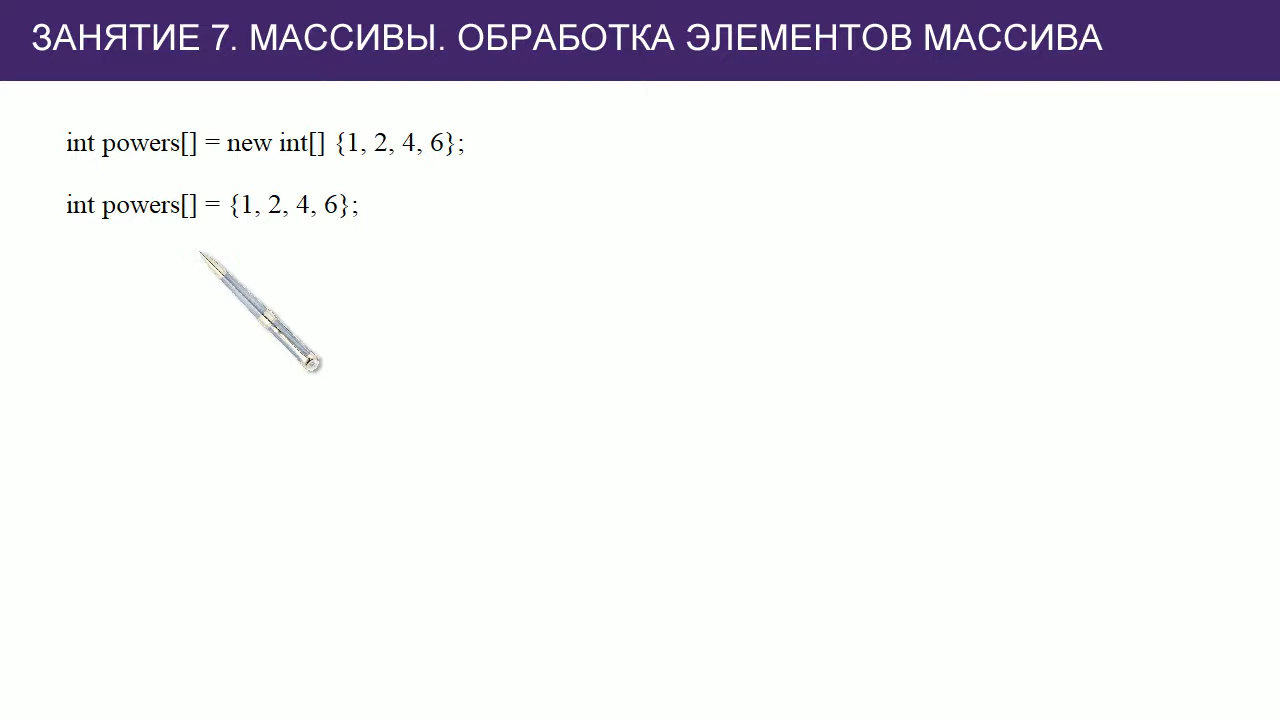 ЗАНЯТИЕ 7. МАССИВЫ. ОБРАБОТКА ЭЛЕМЕНТОВ МАССИВА
int powers[] = new int[] {1, 2, 4, 6};
int powers[] = {1, 2, 4, 6};